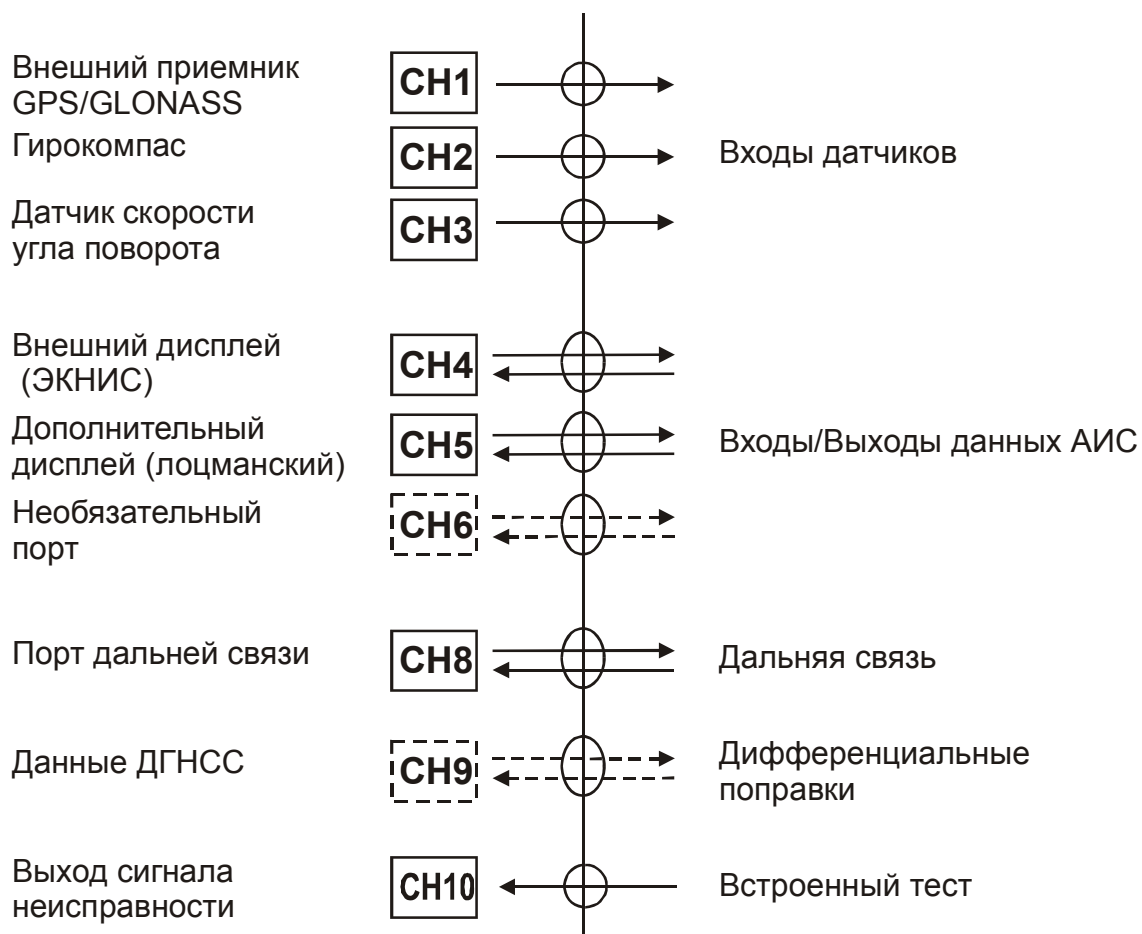 Внешний приемник
GPS/GLONASS
CH1
Гирокомпас
CH2
Входы датчиков
Датчик скорости
угла поворота
CH3
Внешний дисплей
(ЭКНИС)
CH4
Дополнительный
дисплей (лоцманский)
CH5
Входы/Выходы данных АИС
Необязательный
порт
CH6
Порт дальней связи
CH8
Дальняя связь
Данные ДГНСС
CH9
Дифференциальные
поправки
Выход сигнала
неисправности
CH10
Встроенный тест